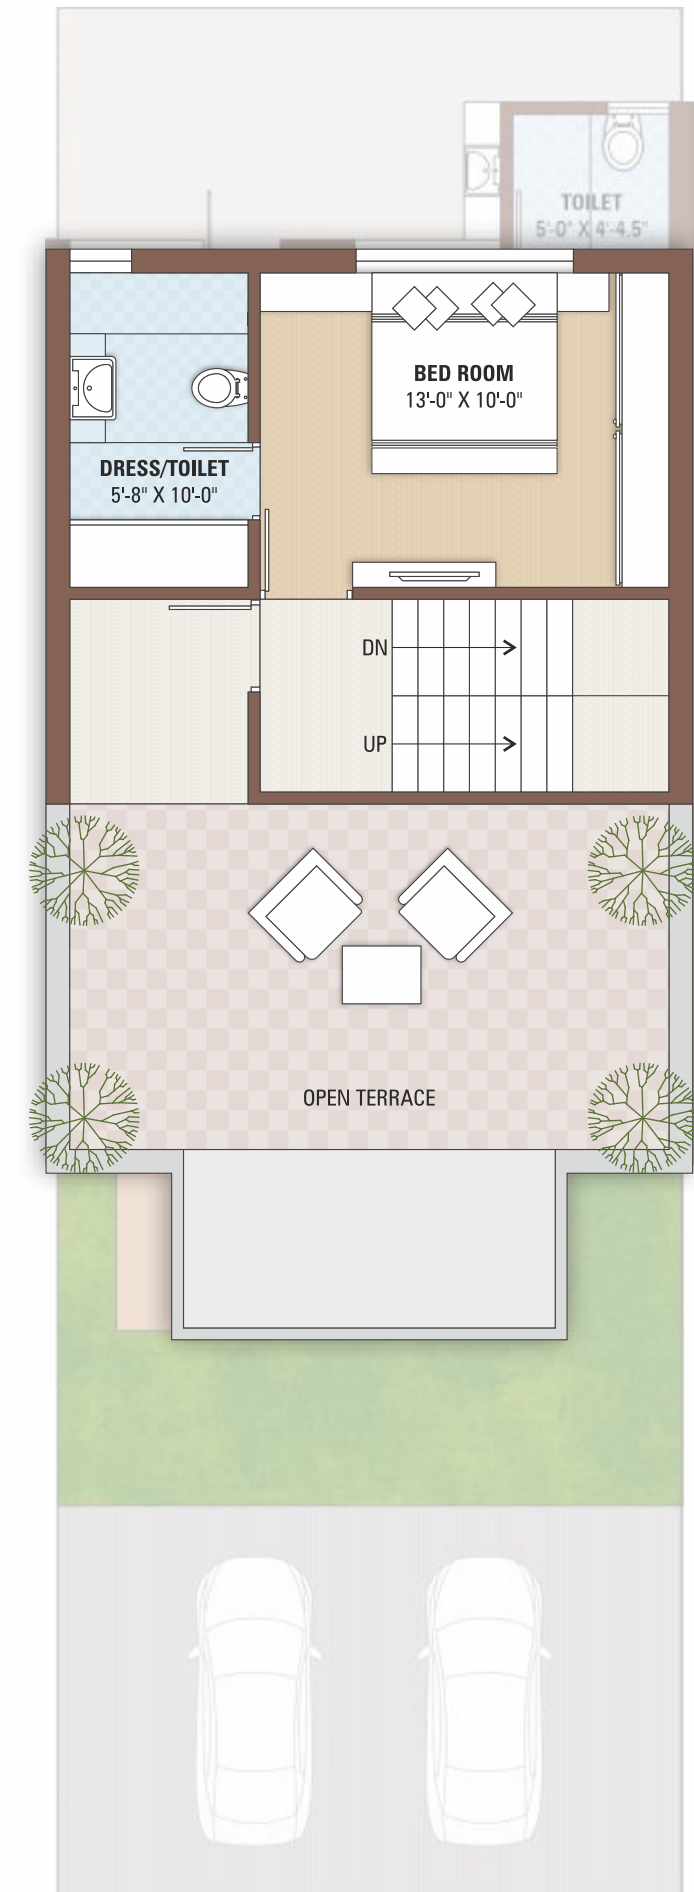 TOILET
5'-0" X 4'-4.5"
BED ROOM
13'-0" X 10'-0"
DRESS/TOILET
5'-8" X 10'-0"
DN
UP
OPEN TERRACE